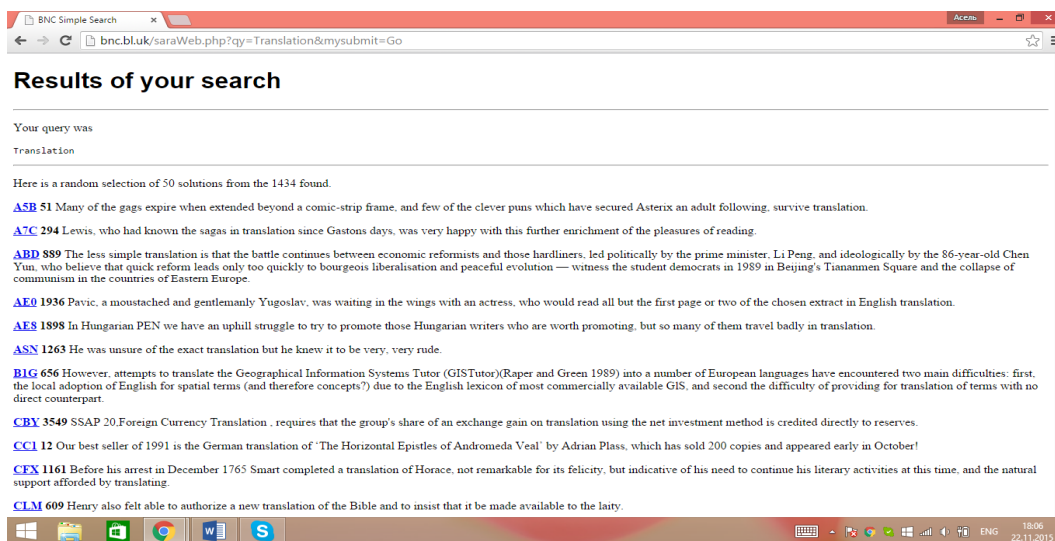 BNC Simple Search
Асель
bnc.bl.uk/saraWeb.php?qy=Translation&mysubmit=Go
Results of your search
Your query was
Translation
Here is a random selection of 50 solutions from the 1434 found.
A5B 51 Many of the gags expire when extended beyond a comic-strip frame, and few of the clever puns which have secured Asterix an adult following, survive translation.
A7C 294 Lewis, who had known the sagas in translation since Gastons days, was very happy with this further enrichment of the pleasures of reading.
ABD 889 The less simple translation is that the battle continues between economic reformists and those hardliners, led politically by the prime minister, Li Peng, and ideologically by the 86-year-old Chen
Yun, who believe that quick reform leads only too quickly to bourgeois liberalisation and peaceful evolution — witness the student democrats in 1989 in Beijing's Tiananmen Square and the collapse of
communism in the countries of Eastern Europe.
AE0 1936 Pavic, a moustached and gentlemanly Yugoslav, was waiting in the wings with an actress, who would read all but the first page or two of the chosen extract in English translation.
AE8 1898 In Hungarian PEN we have an uphill struggle to try to promote those Hungarian writers who are worth promoting, but so many of them travel badly in translation.
ASN 1263 He was unsure of the exact translation but he knew it to be very, very rude.
B1G 656 However, attempts to translate the Geographical Information Systems Tutor (GISTutor)(Raper and Green 1989) into a number of European languages have encountered two main difficulties: first,
the local adoption of English for spatial terms (and therefore concepts?) due to the English lexicon of most commercially available GIS, and second the difficulty of providing for translation of terms with no
direct counterpart.
CBY 3549 SSAP 20,Foreign Currency Translation , requires that the group's share of an exchange gain on translation using the net investment method is credited directly to reserves.
CC1 12 Our best seller of 1991 is the German translation of ‘The Horizontal Epistles of Andromeda Veal’ by Adrian Plass, which has sold 200 copies and appeared early in October!
CFX 1161 Before his arrest in December 1765 Smart completed a translation of Horace, not remarkable for its felicity, but indicative of his need to continue his literary activities at this time, and the natural
support afforded by translating.
CLM 609 Henry also felt able to authorize a new translation of the Bible and to insist that it be made available to the laity.
ENG
18:06
22.11.2015